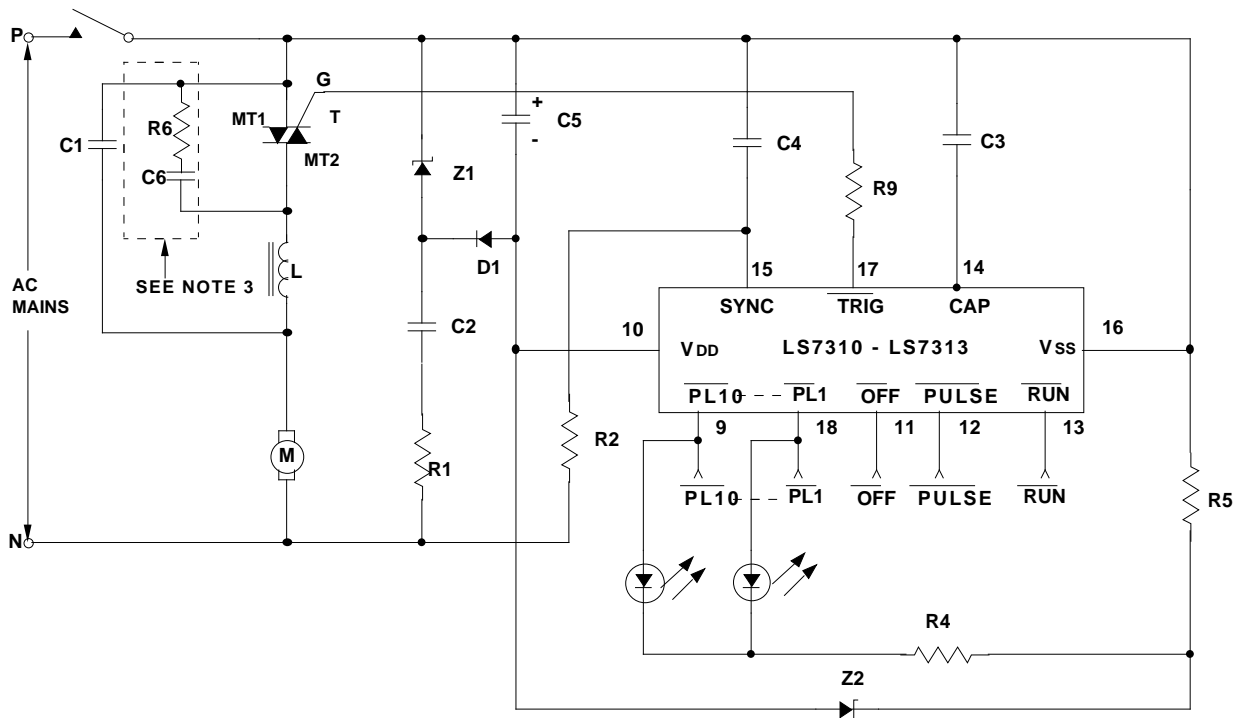 P
G
MT1
T
MT2
C1
R6
C6
SEE NOTE 3
AC
MAINS
L
M
N
Z1
D1
C2
R1
+
C5
-
C4
R9
C3
R2
15
17
14
SYNC
TRIG
CAP
10
16
VDD
LS7310 - LS7313
VSS
PL10 - - - PL1
OFF
PULSE
RUN
9
18
11
12
13
PL10 - - - PL1
OFF
PULSE
RUN
R5
R4
Z2